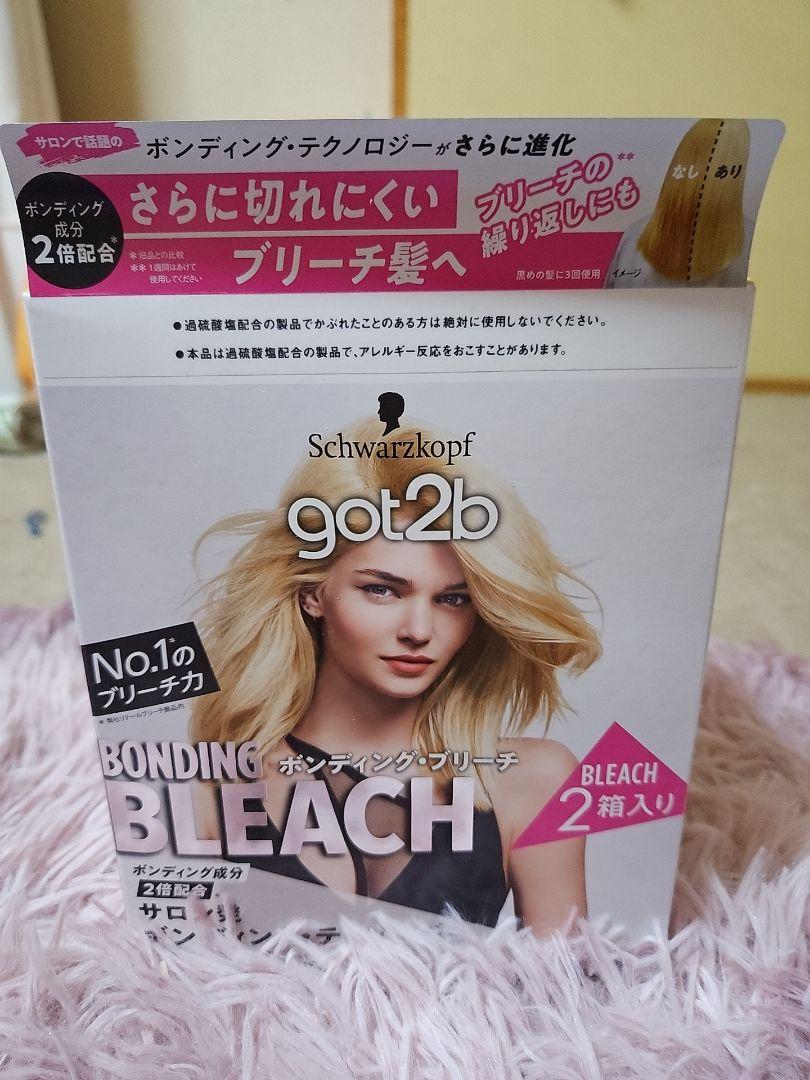 サロンで話題の
ボンディング・テクノロジーがさらに進化
ボンディング
成分
2倍配合*
さらに切れにくい
ブリーチ髪へ
*旧品との比較
**1週間はあけて
使用してください
ブリーチの**
繰り返しにも
黒めの髪に3回使用
なし
あり
イメージ
●過硫酸塩配合の製品でかぶれたことのある方は絶対に使用しないでください。
●本品は過硫酸塩配合の製品で、アレルギー反応をおこすことがあります。
Schwarzkopf
got2b
No.1*の
ブリーチ力
BONDING
ボンディング・ブリーチ
BLEACH
BLEACH
2箱入り
ボンディング成分
2倍配合
サロン